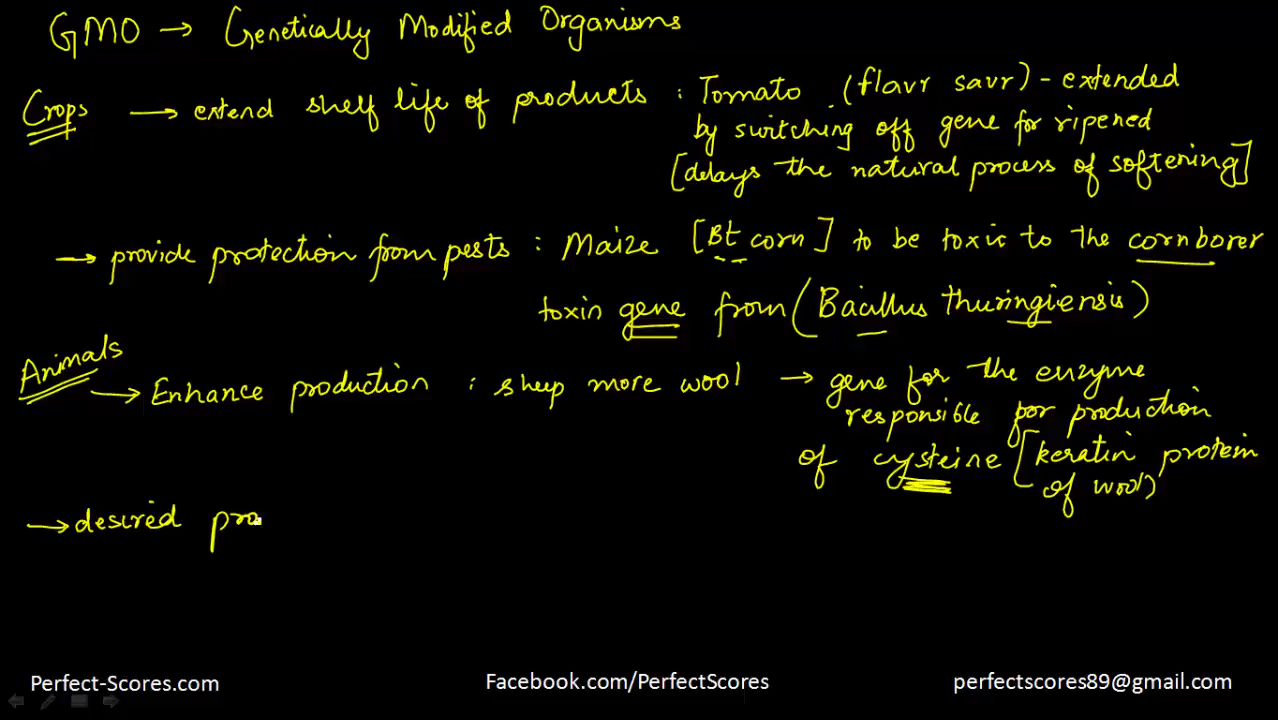 GMO → Genetically Modified Organisms
Crops → extend shelf life of products : Tomato (flavr savr) - extended
by switching off gene for ripened
[delays the natural process of softening]
→ provide protection from pests : Maize [Bt corn] to be toxic to the cornborer
toxin gene from (Bacillus thuringiensis)
Animals
→ Enhance production : sheep more wool → gene for the enzyme
responsible for production
of cysteine [keratin protein
of wool]
→ desired pro
Perfect-Scores.com Facebook.com/PerfectScores perfectscores89@gmail.com